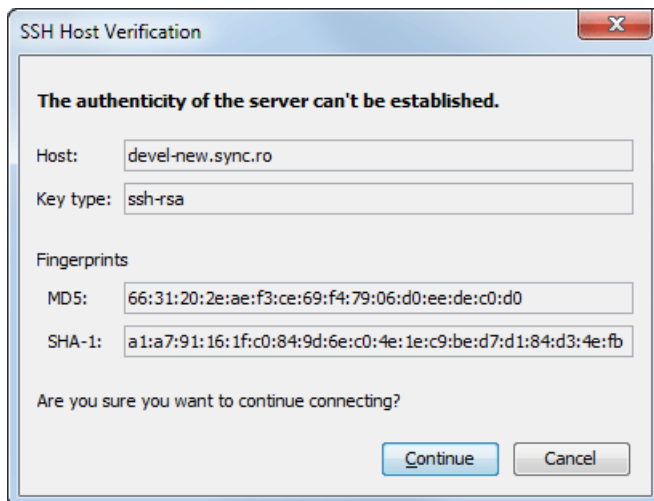 SSH Host Verification
The authenticity of the server can't be established.
Host: devel-new.sync.ro
Key type: ssh-rsa
Fingerprints
MD5: 66:31:20:2e:ae:f3:ce:69:f4:79:06:d0:ee:de:c0:d0
SHA-1: a1:a7:91:16:1f:c0:84:9d:6e:c0:4e:1e:c9:be:d7:d1:84:d3:4e:fb
Are you sure you want to continue connecting?
Continue Cancel